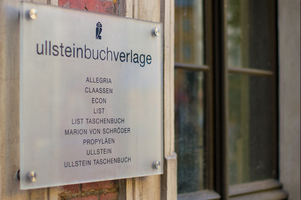 ullsteinbuchverlage
ALLEGRIA
CLAASSEN
ECON
LIST
LIST TASCHENBUCH
MARION VON SCHRÖDER
PROPYLÄEN
ULLSTEIN
ULLSTEIN TASCHENBUCH